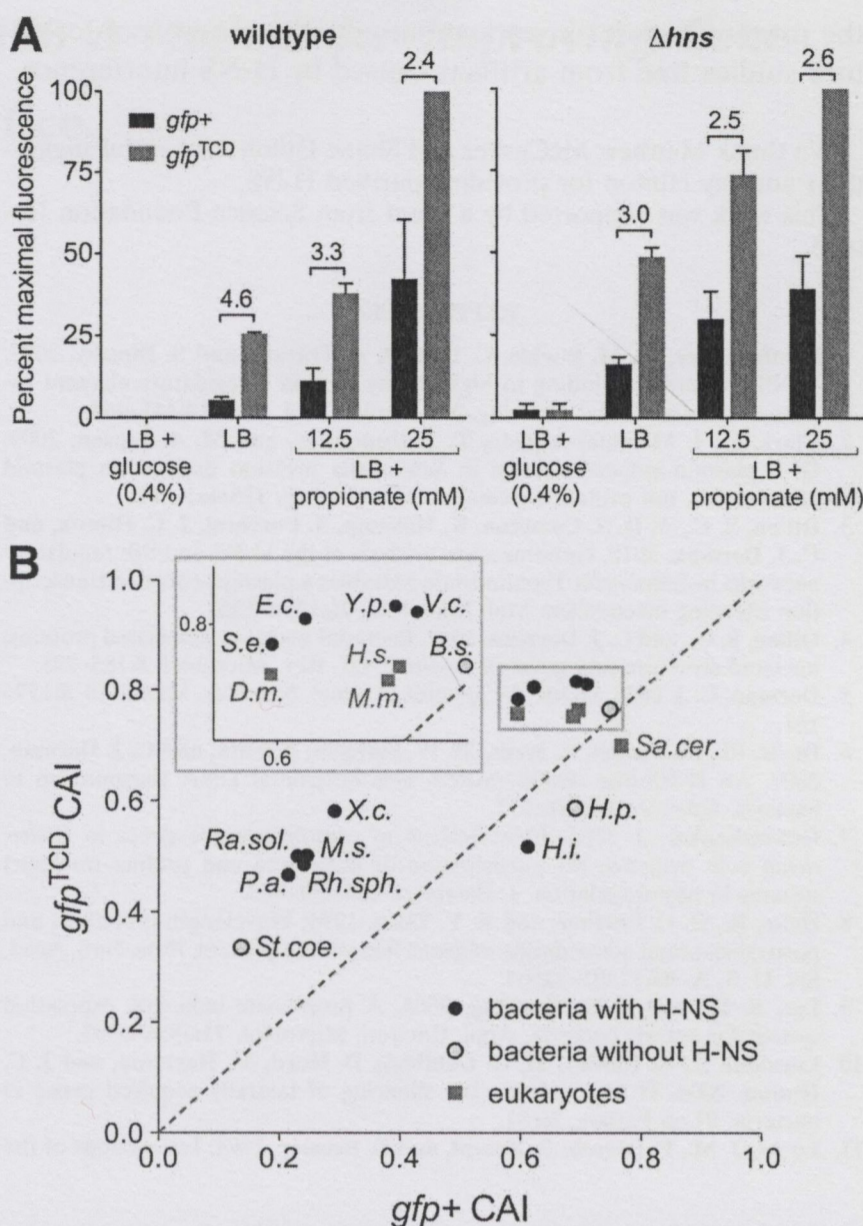 A
wildtype
Δhns
Percent maximal fluorescence
100
75
50
25
0
gfp+
gfpTCD
4.6
3.3
2.4
3.0
2.5
2.6
LB + glucose (0.4%)
LB
12.5
25
LB + propionate (mM)
LB + glucose (0.4%)
LB
12.5
25
LB + propionate (mM)
B
gfpTCD CAI
1.0
0.8
0.6
0.4
0.2
0.0
0.8
E.c.
Y.p.
V.c.
S.e.
H.s.
B.s.
D.m.
M.m.
0.6
Sa.cer.
X.c.
H.p.
Ra.sol.
M.s.
H.i.
P.a.
Rh.sph.
St.coe.
bacteria with H-NS
bacteria without H-NS
eukaryotes
0.0
0.2
0.4
0.6
0.8
1.0
gfp+ CAI